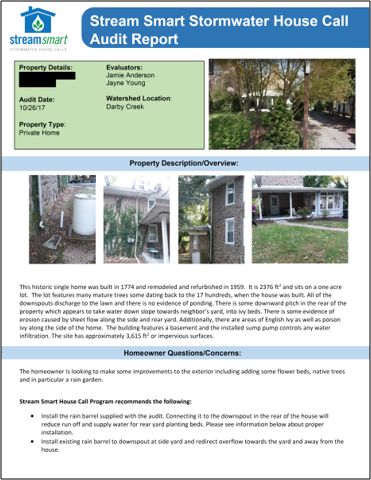 Stream Smart Stormwater House Call
Audit Report
streamsmart
STORMWATER HOUSE CALLS
Property Details:
Audit Date:
10/26/17
Property Type:
Private Home
Evaluators:
Jamie Anderson
Jayne Young
Watershed Location:
Darby Creek
Property Description/Overview:
This historic single home was built in 1774 and remodeled and refurbished in 1959. It is 2376 ft² and sits on a one acre
lot. The lot features many mature trees some dating back to the 17 hundreds, when the house was built. All of the
downspouts discharge to the lawn and there is no evidence of ponding. There is some downward pitch in the rear of the
property which appears to take water down slope towards neighbor's yard, into ivy beds. There is some evidence of
erosion caused by sheet flow along the side and rear yard. Additionally, there are areas of English Ivy as well as poison
ivy along the side of the home. The building features a basement and the installed sump pump controls any water
infiltration. The site has approximately 3,615 ft² or impervious surfaces.
Homeowner Questions/Concerns:
The homeowner is looking to make some improvements to the exterior including adding some flower beds, native trees
and in particular a rain garden.
Stream Smart House Call Program recommends the following:
• Install the rain barrel supplied with the audit. Connecting it to the downspout in the rear of the house will
reduce run off and supply water for rear yard planting beds. Please see information below about proper
installation.
• Install existing rain barrel to downspout at side yard and redirect overflow towards the yard and away from the
house.